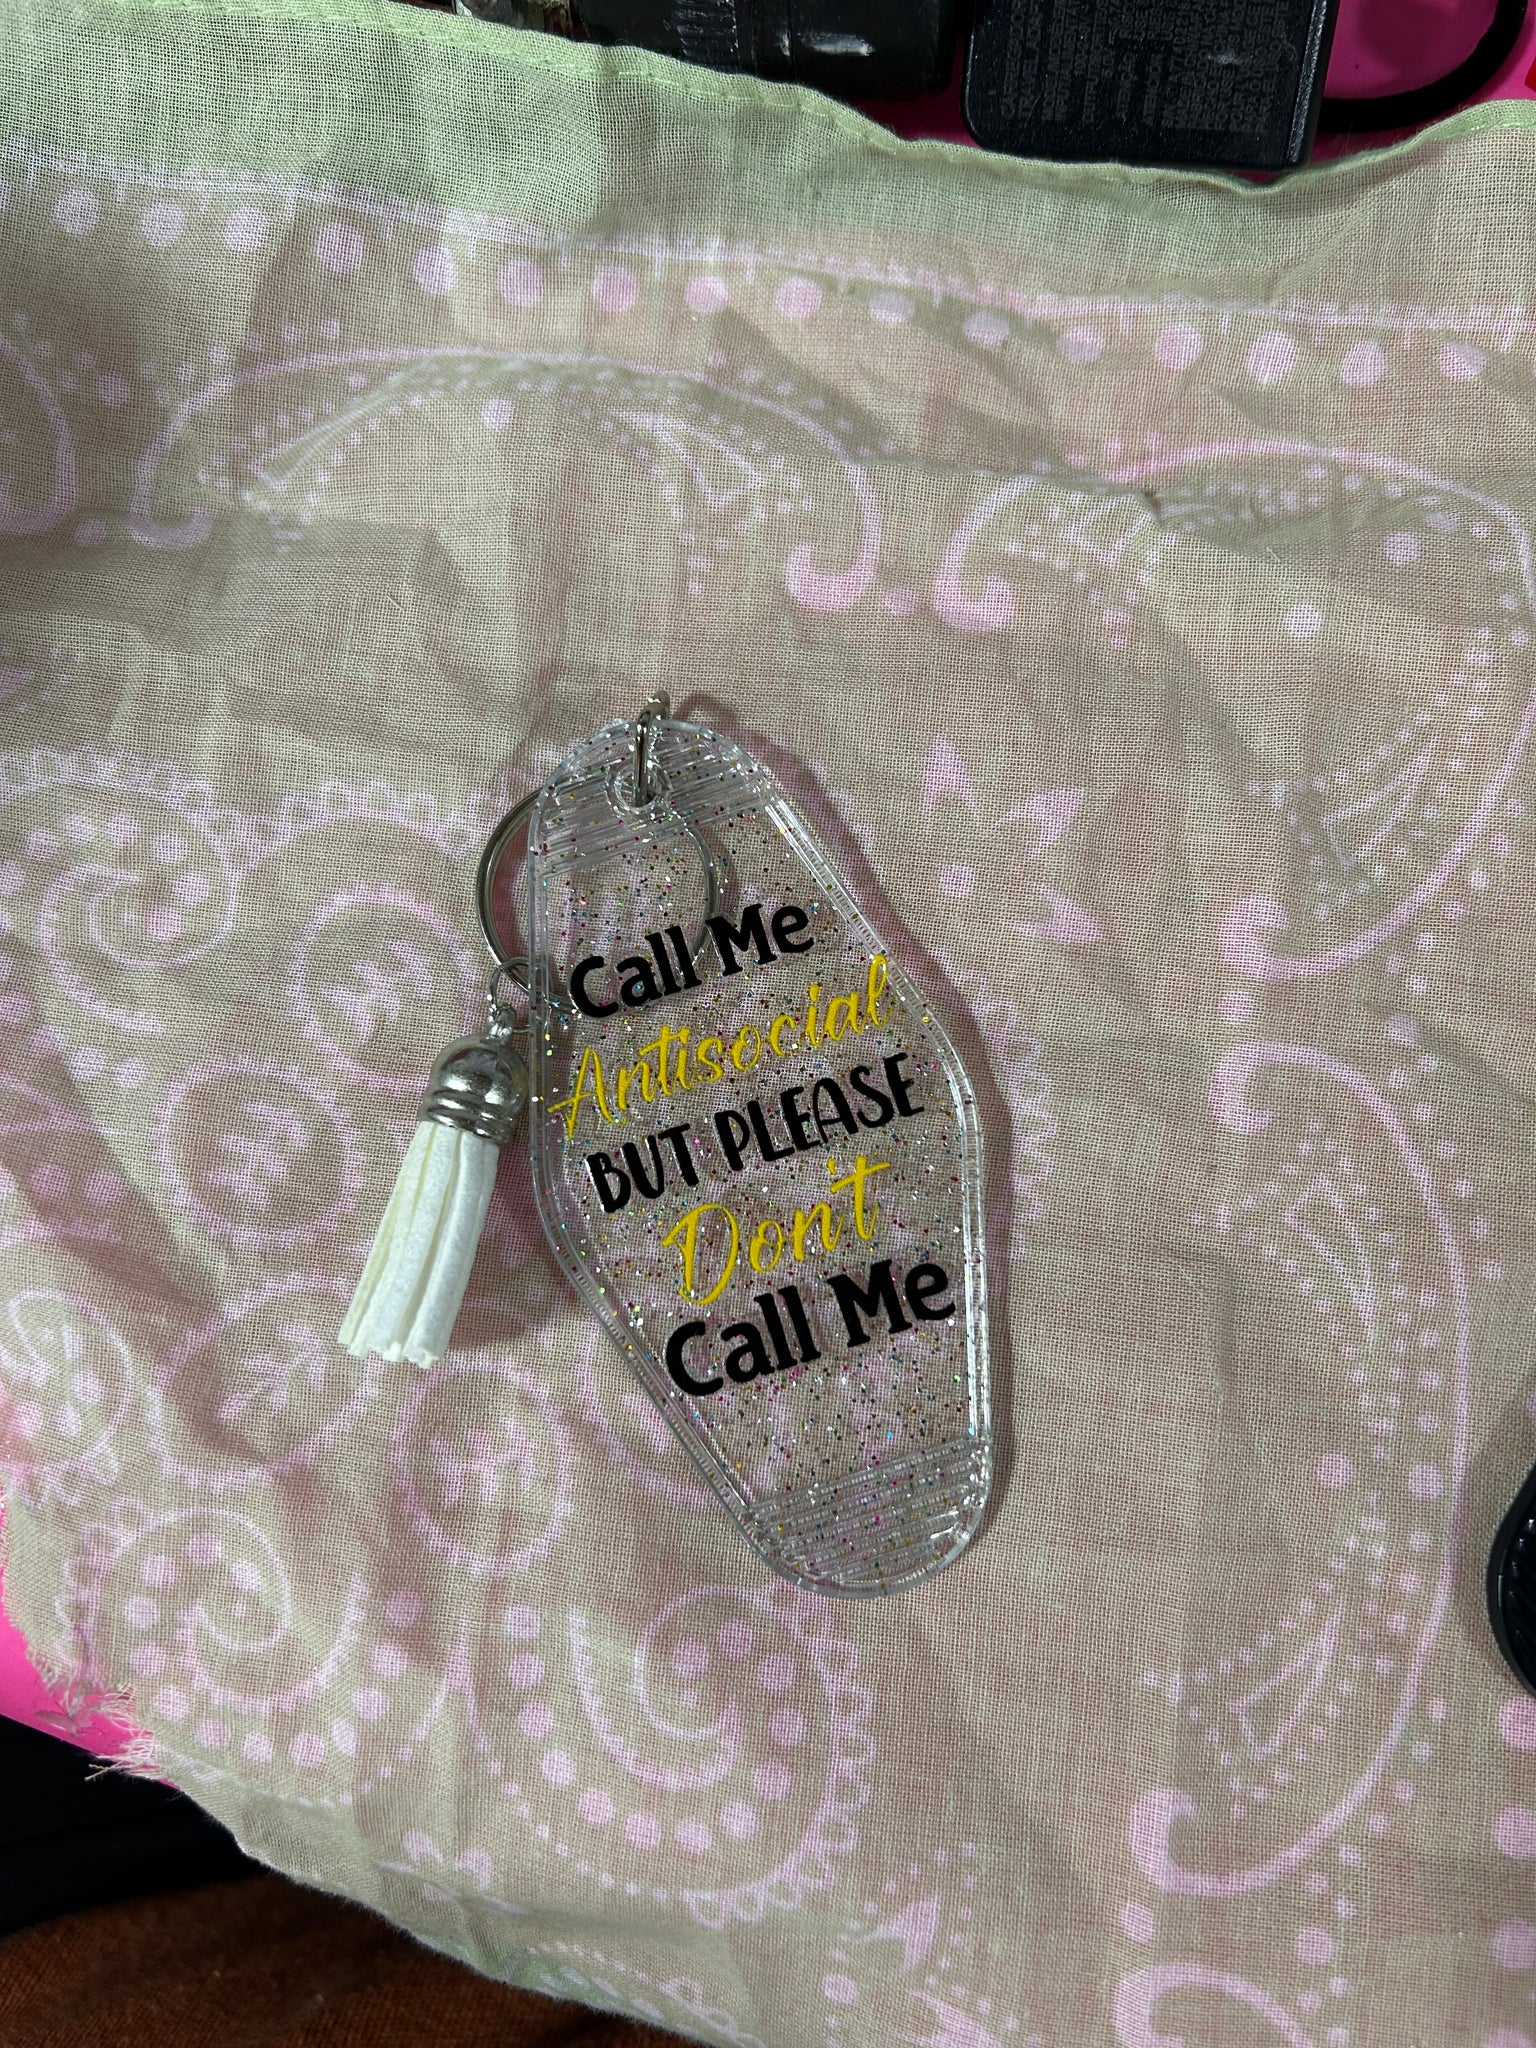 Call Me
Antisocial
BUT PLEASE
Don't
Call Me